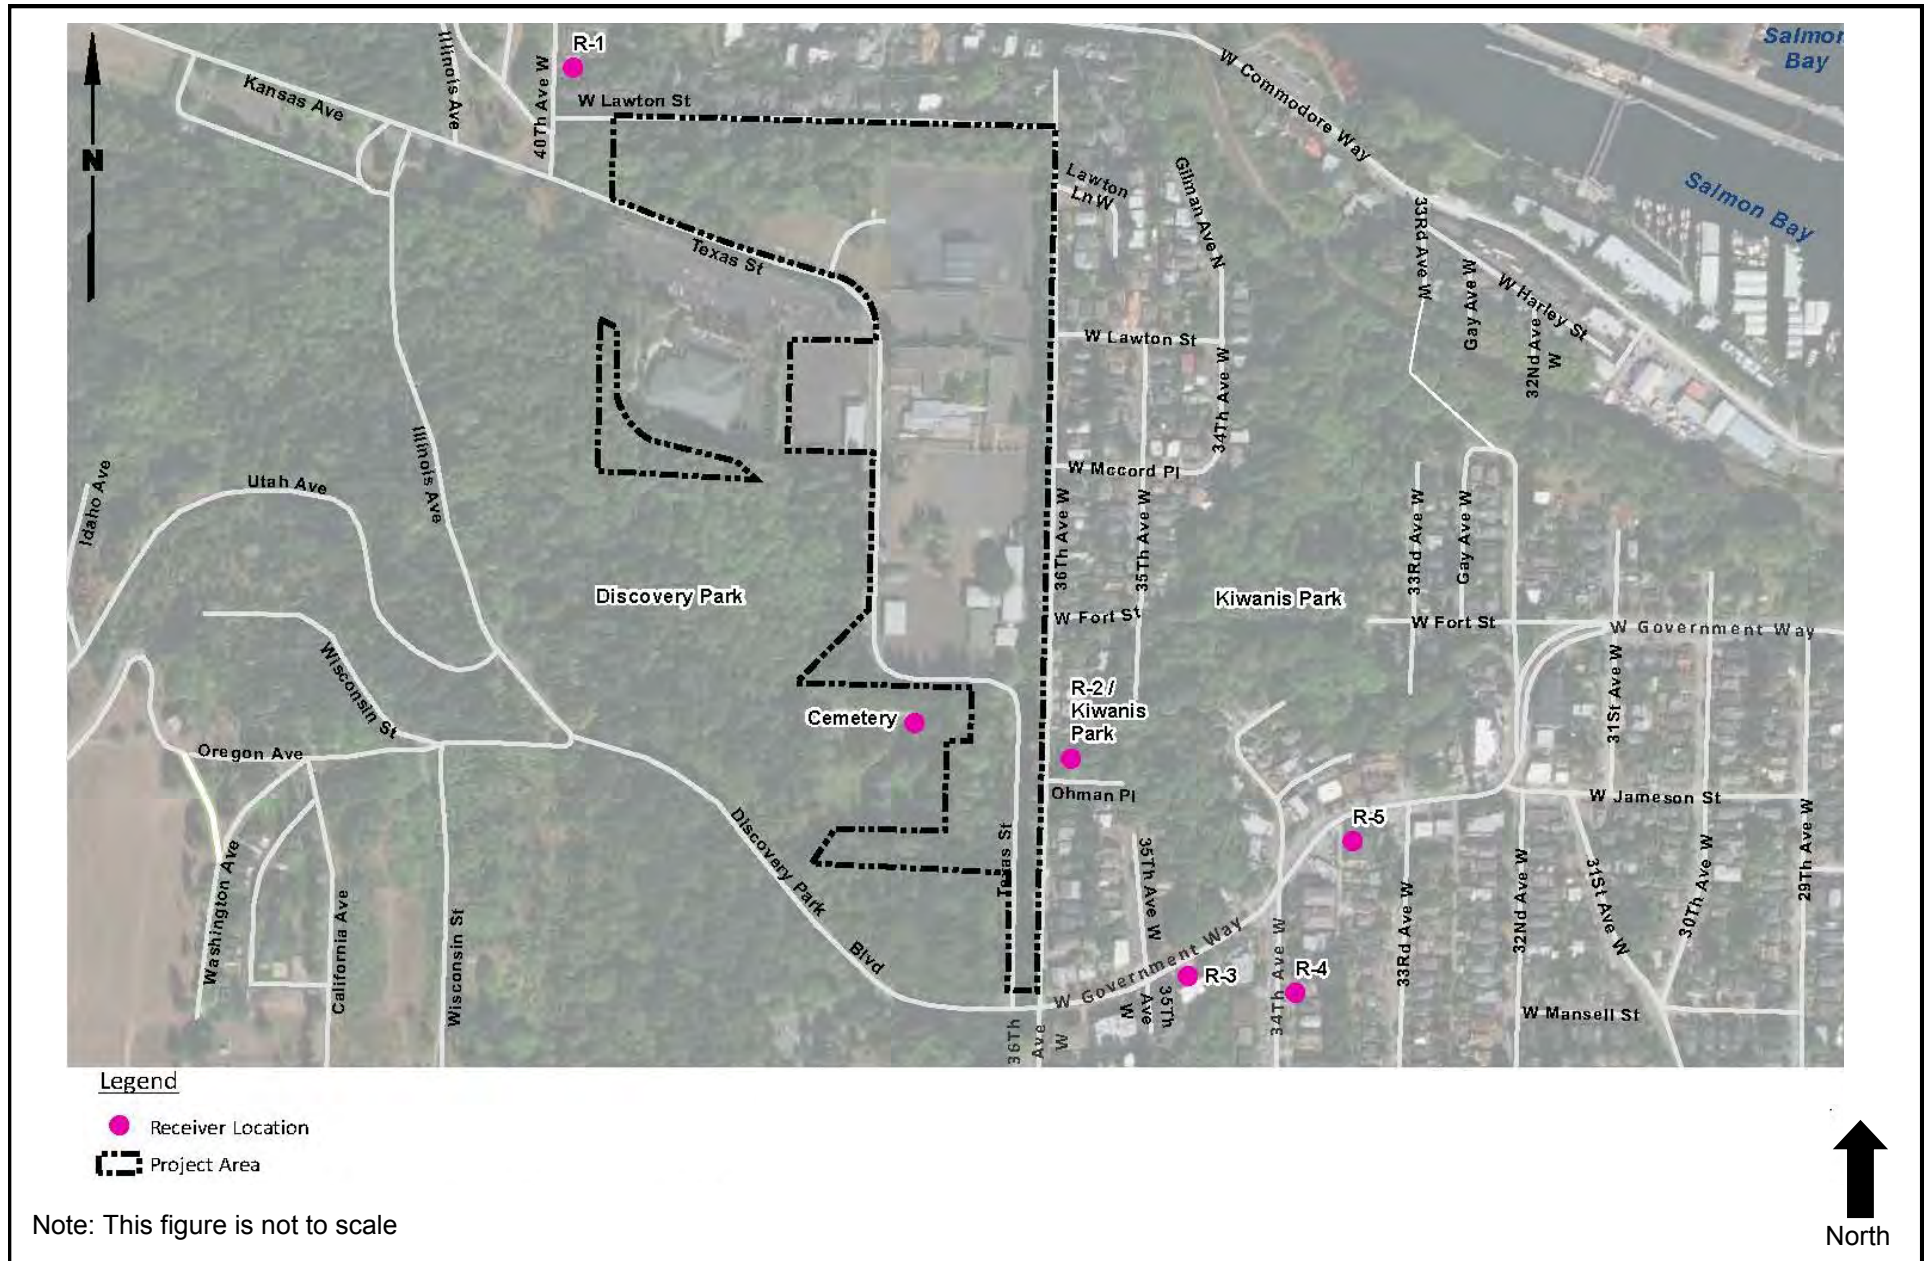 Salmon
Bay
R-1
Illinois Ave
Kansas Ave
40Th Ave W
W Lawton St
W Commodore Way
N
Lawton
Ln W
Gilman Ave N
Salmon Bay
33Rd Ave W
Gay Ave W
W Harley St
32Nd Ave
W
Texas St
W Lawton St
34Th Ave W
Illinois Ave
Idaho Ave
Utah Ave
W Mccord Pl
36Th Ave W
35Th Ave W
33Rd Ave W
Gay Ave W
Discovery Park
Kiwanis Park
W Fort St
W Fort St
W Government Way
Wisconsin St
31St Ave W
R-2 /
Kiwanis
Park
Cemetery
Oregon Ave
Ohman Pl
W Jameson St
R-5
Discovery Park
Blvd
Texas St
35Th Ave W
Washington Ave
California Ave
Wisconsin St
33Rd Ave W
32Nd Ave W
31St Ave W
30Th Ave W
29Th Ave W
W Government Way
R-3
R-4
34Th Ave W
35Th
Ave
W
W Mansell St
36Th
Ave
W
Legend
Receiver Location
Project Area
Note: This figure is not to scale
North